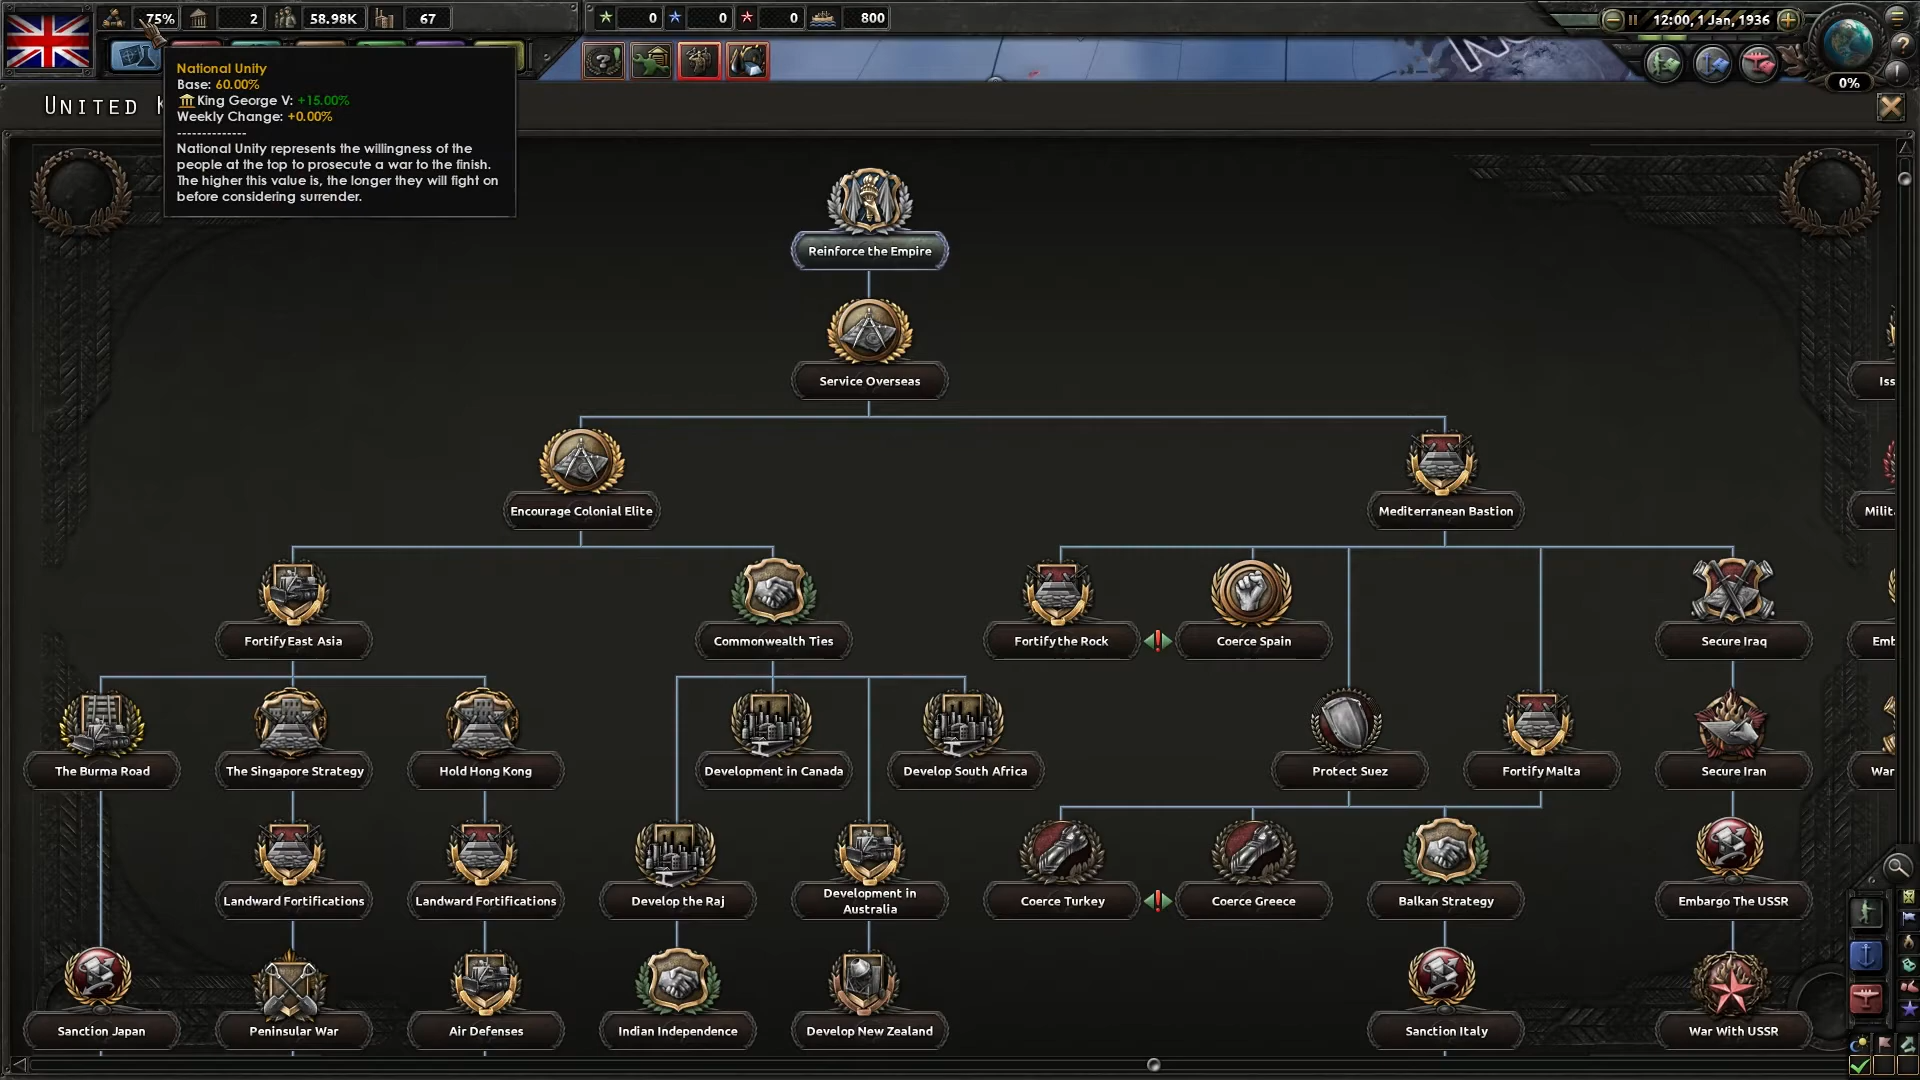 75%
2
58.98K
67
0
0
0
800
12:00, 1 Jan, 1936
0%
UNITED K
National Unity
Base: 60.00%
King George V: +15.00%
Weekly Change: +0.00%
--------------
National Unity represents the willingness of the
people at the top to prosecute a war to the finish.
The higher this value is, the longer they will fight on
before considering surrender.
Reinforce the Empire
Service Overseas
Iss
Encourage Colonial Elite
Mediterranean Bastion
Milit
Fortify East Asia
Commonwealth Ties
Fortify the Rock
Coerce Spain
Secure Iraq
Emb
The Burma Road
The Singapore Strategy
Hold Hong Kong
Development in Canada
Develop South Africa
Protect Suez
Fortify Malta
Secure Iran
War
Landward Fortifications
Landward Fortifications
Develop the Raj
Development in
Australia
Coerce Turkey
Coerce Greece
Balkan Strategy
Embargo The USSR
Sanction Japan
Peninsular War
Air Defenses
Indian Independence
Develop New Zealand
Sanction Italy
War With USSR